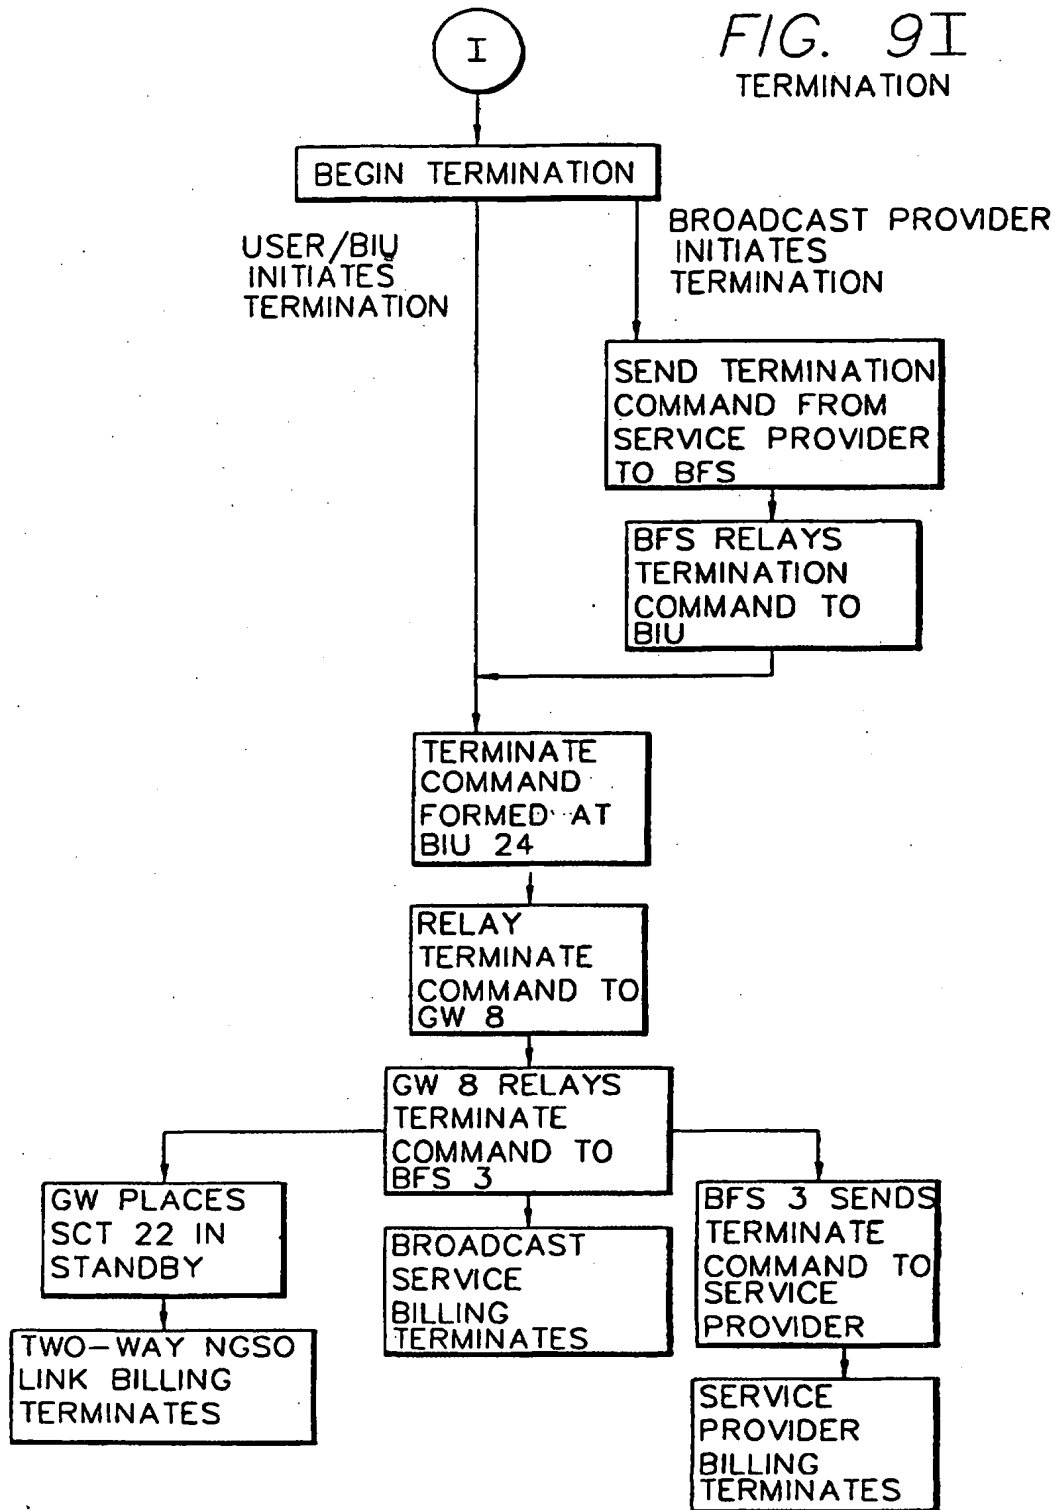 I
FIG. 9I
TERMINATION
BEGIN TERMINATION
USER/BIU
INITIATES
TERMINATION
BROADCAST PROVIDER
INITIATES
TERMINATION
SEND TERMINATION
COMMAND FROM
SERVICE PROVIDER
TO BFS
BFS RELAYS
TERMINATION
COMMAND TO
BIU
TERMINATE
COMMAND
FORMED AT
BIU 24
RELAY
TERMINATE
COMMAND TO
GW 8
GW 8 RELAYS
TERMINATE
COMMAND TO
BFS 3
GW PLACES
SCT 22 IN
STANDBY
TWO-WAY NGSO
LINK BILLING
TERMINATES
BROADCAST
SERVICE
BILLING
TERMINATES
BFS 3 SENDS
TERMINATE
COMMAND TO
SERVICE
PROVIDER
SERVICE
PROVIDER
BILLING
TERMINATES